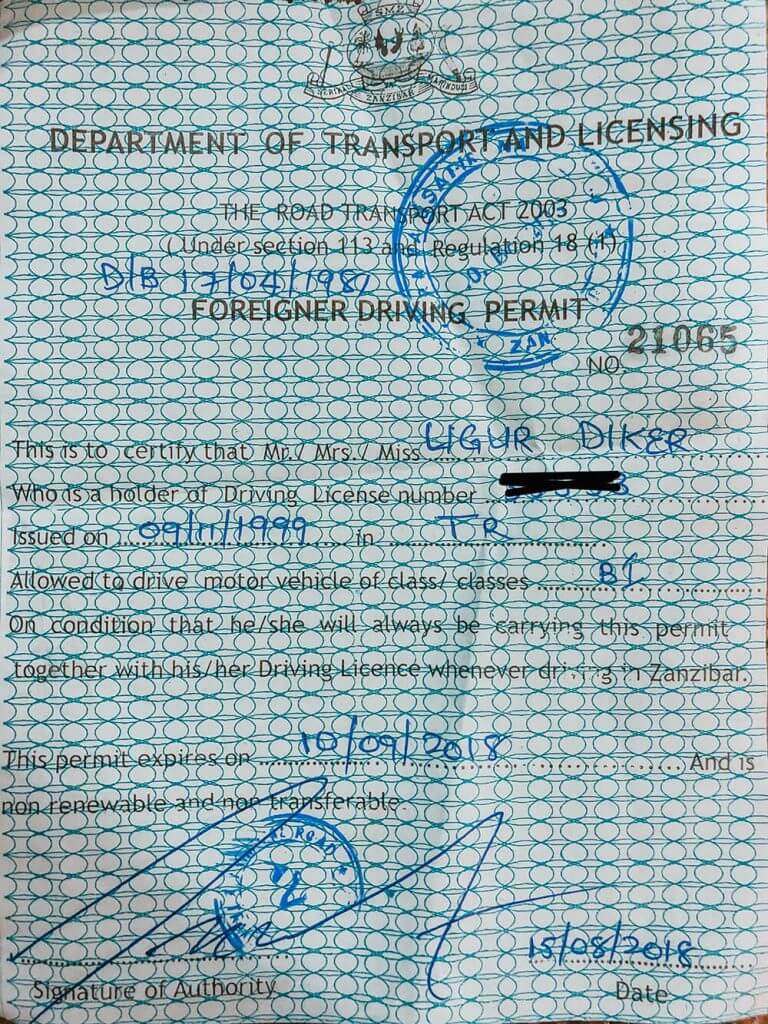 ZANZIBAR
DEPARTMENT OF TRANSPORT AND LICENSING
THE ROAD TRANSPORT ACT 2003
( Under section 113 and Regulation 18 (1)
D/B 17/04/1981
FOREIGNER DRIVING PERMIT
ZAN
NO. 21065
This is to certify that Mr./ Mrs./ Miss UGUR DIKER
Who is a holder of Driving License number
Issued on 09/11/1999 in TR
Allowed to drive motor vehicle of class/ classes B1
On condition that he/she will always be carrying this permit
together with his/her Driving Licence whenever driving in Zanzibar.
This permit expires on 10/09/2018 And is
non renewable and non transferable
ROAD
15/08/2018
Signature of Authority Date